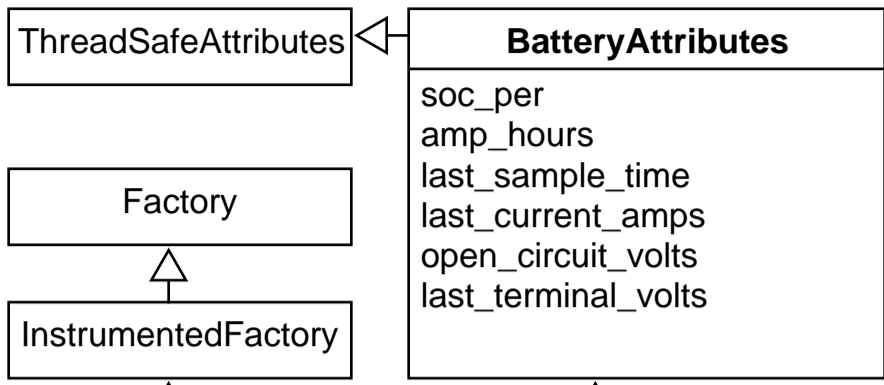 ThreadSafeAttributes
BatteryAttributes
soc_per
amp_hours
last_sample_time
last_current_amps
open_circuit_volts
last_terminal_volts
Factory
InstrumentedFactory